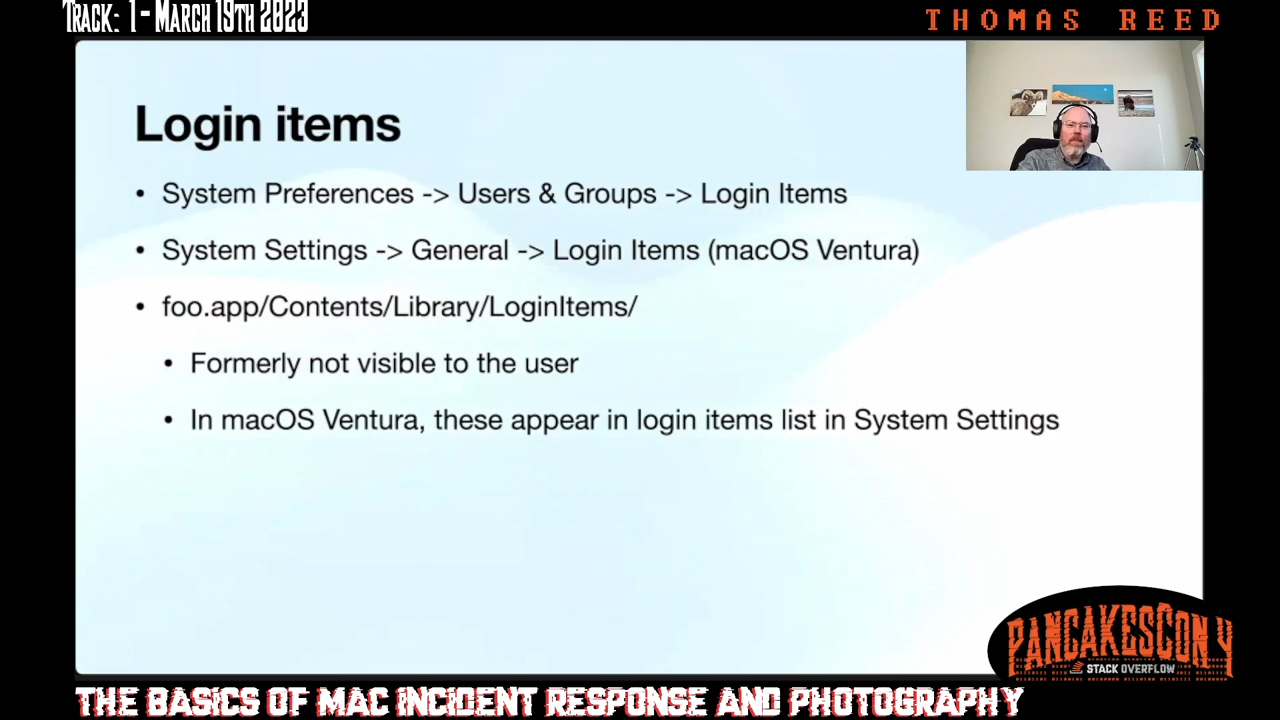 TRACK: 1 - MARCH 19TH 2023
THOMAS REED
Login items
• System Preferences -> Users & Groups -> Login Items
• System Settings -> General -> Login Items (macOS Ventura)
• foo.app/Contents/Library/LoginItems/
• Formerly not visible to the user
• In macOS Ventura, these appear in login items list in System Settings
PANCAKESCON 4
STACK OVERFLOW
THE BASICS OF MAC INCIDENT RESPONSE AND PHOTOGRAPHY